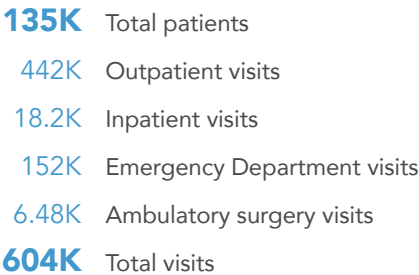 135K Total patients
442K Outpatient visits
18.2K Inpatient visits
152K Emergency Department visits
6.48K Ambulatory surgery visits
604K Total visits